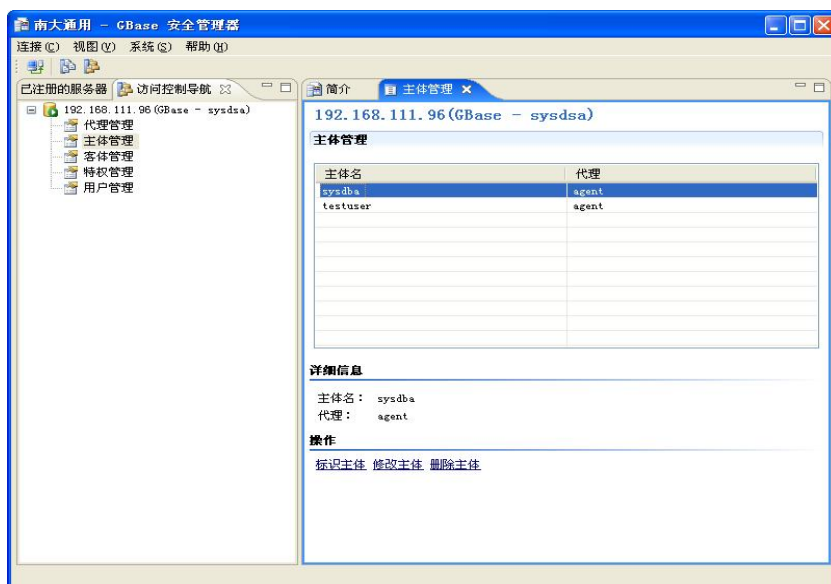 南大通用 - GBase 安全管理器
连接(C) 视图(V) 系统(S) 帮助(H)
已注册的服务器 访问控制导航
192.168.111.96(GBase - sysdsa)
代理管理
主体管理
客体管理
特权管理
用户管理
简介 主体管理
192.168.111.96(GBase - sysdsa)
主体管理
主体名 代理
sysdba agent
testuser agent
详细信息
主体名： sysdba
代理： agent
操作
标识主体 修改主体 删除主体